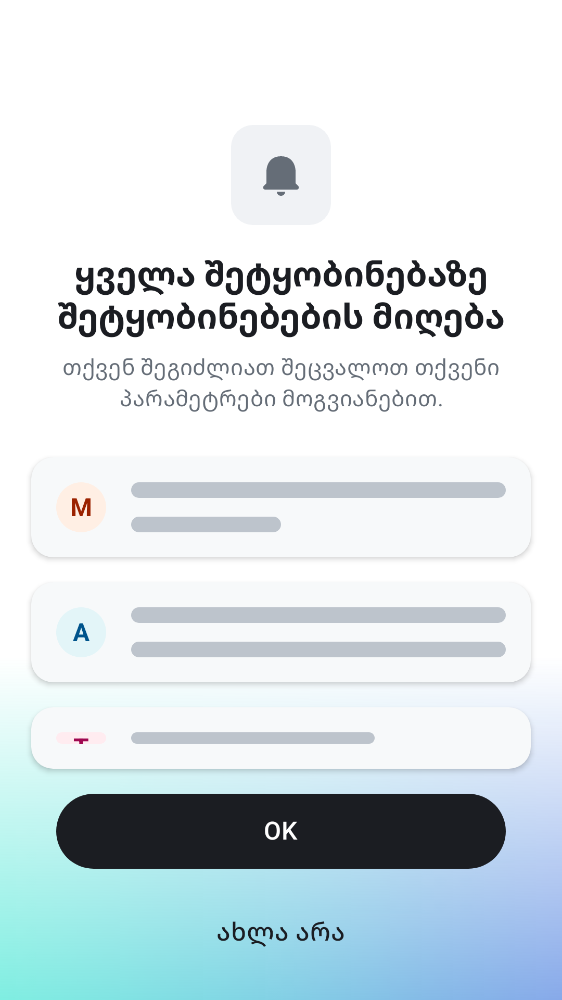 ყველა შეტყობინებაზე
შეტყობინებების მიღება
თქვენ შეგიძლიათ შეცვალოთ თქვენი
პარამეტრები მოგვიანებით.
M
A
OK
ახლა არა